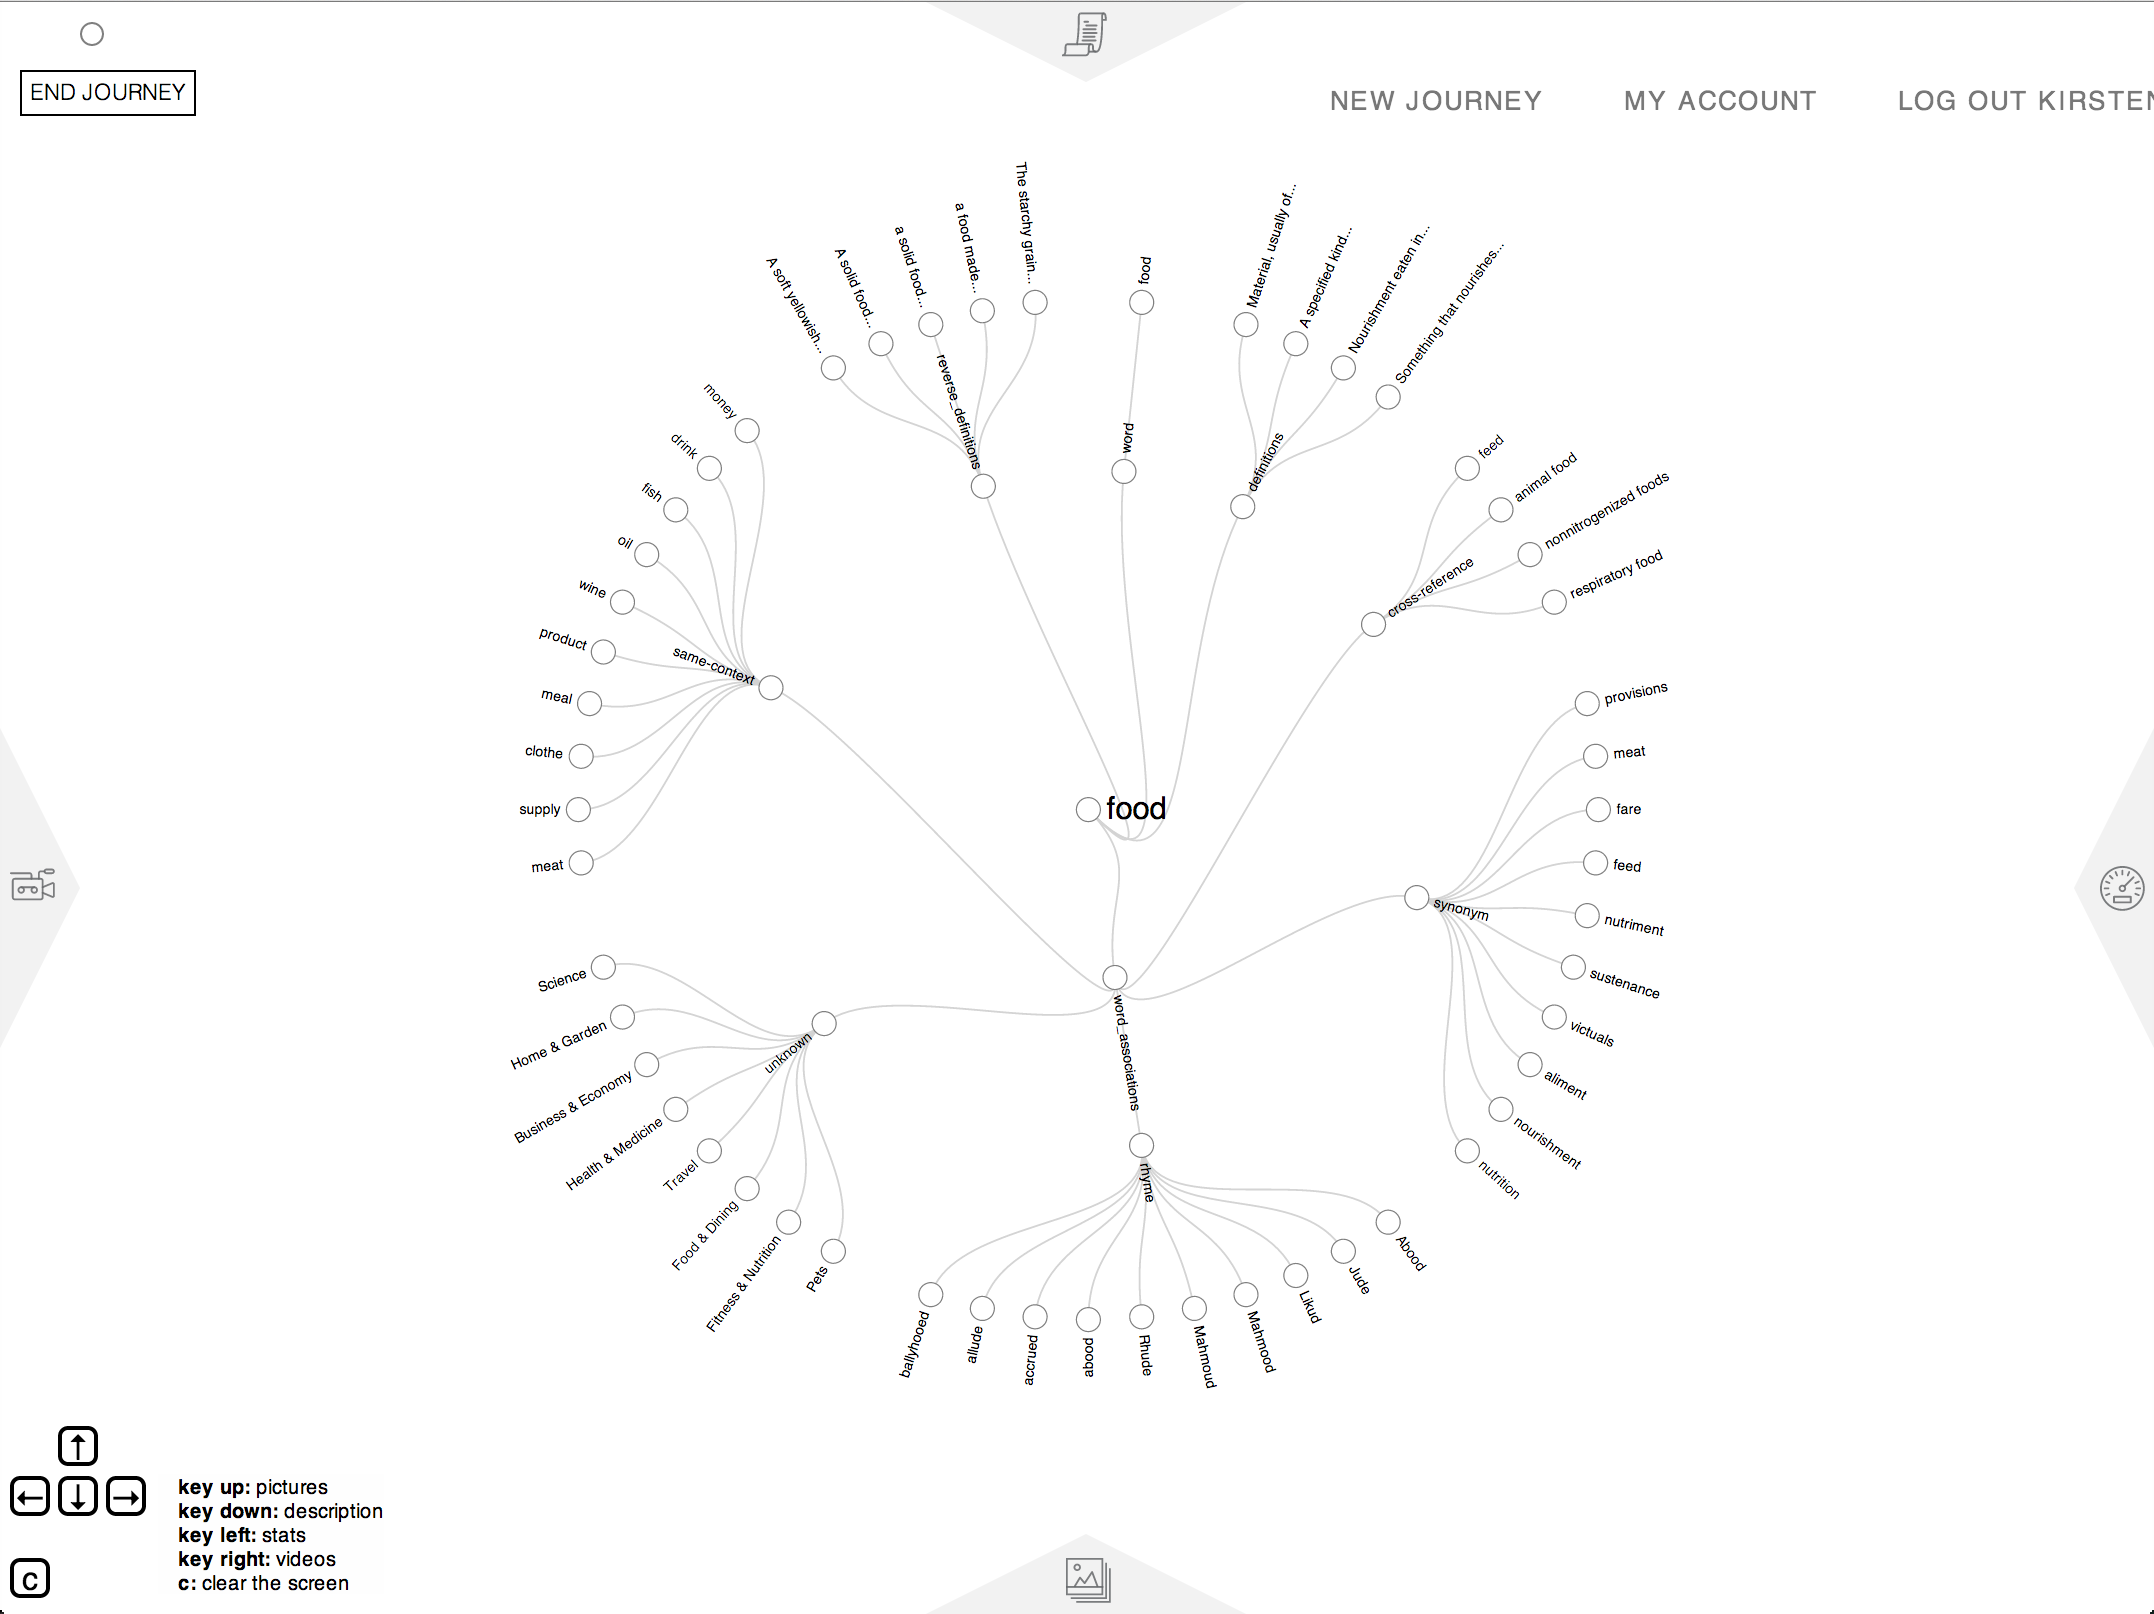 END JOURNEY
NEW JOURNEY
MY ACCOUNT
LOG OUT KIRSTEN
The starchy grain...
a food made...
a solid food...
A solid food...
A soft yellowish...
reverse_definitions
food
word
Material, usually of...
A specified kind...
Nourishment eaten in...
Something that nourishes...
definitions
feed
animal food
nonnitrogenized foods
respiratory food
cross-reference
money
drink
fish
oil
wine
product
meal
clothe
supply
meat
same-context
food
provisions
meat
fare
feed
nutriment
sustenance
victuals
aliment
nourishment
nutrition
synonym
word_associations
Science
Home & Garden
Business & Economy
Health & Medicine
Travel
Food & Dining
Fitness & Nutrition
Pets
unknown
rhyme
ballyhooed
allude
accrued
abood
Rhude
Mahmoud
Mahmood
Likud
Jude
Abood
key up: pictures
key down: description
key left: stats
key right: videos
c: clear the screen
c